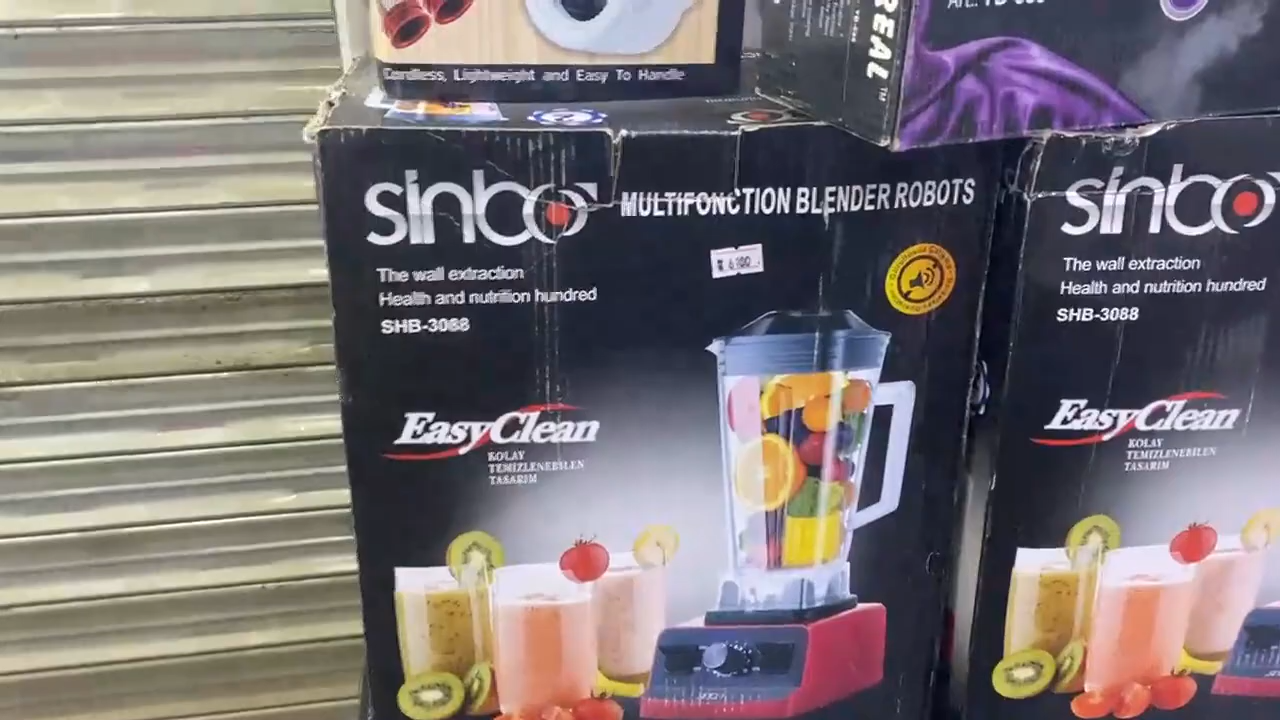 Cordless, Lightweight and Easy To Handle
REAL™
sinbo MULTIFONCTION BLENDER ROBOTS
The wall extraction
Health and nutrition hundred
SHB-3088
6100
EasyClean
KOLAY
TEMİZLENEBİLEN
TASARIM
sinbo
The wall extraction
Health and nutrition hundred
SHB-3088
EasyClean
KOLAY
TEMİZLENEBİLEN
TASARIM